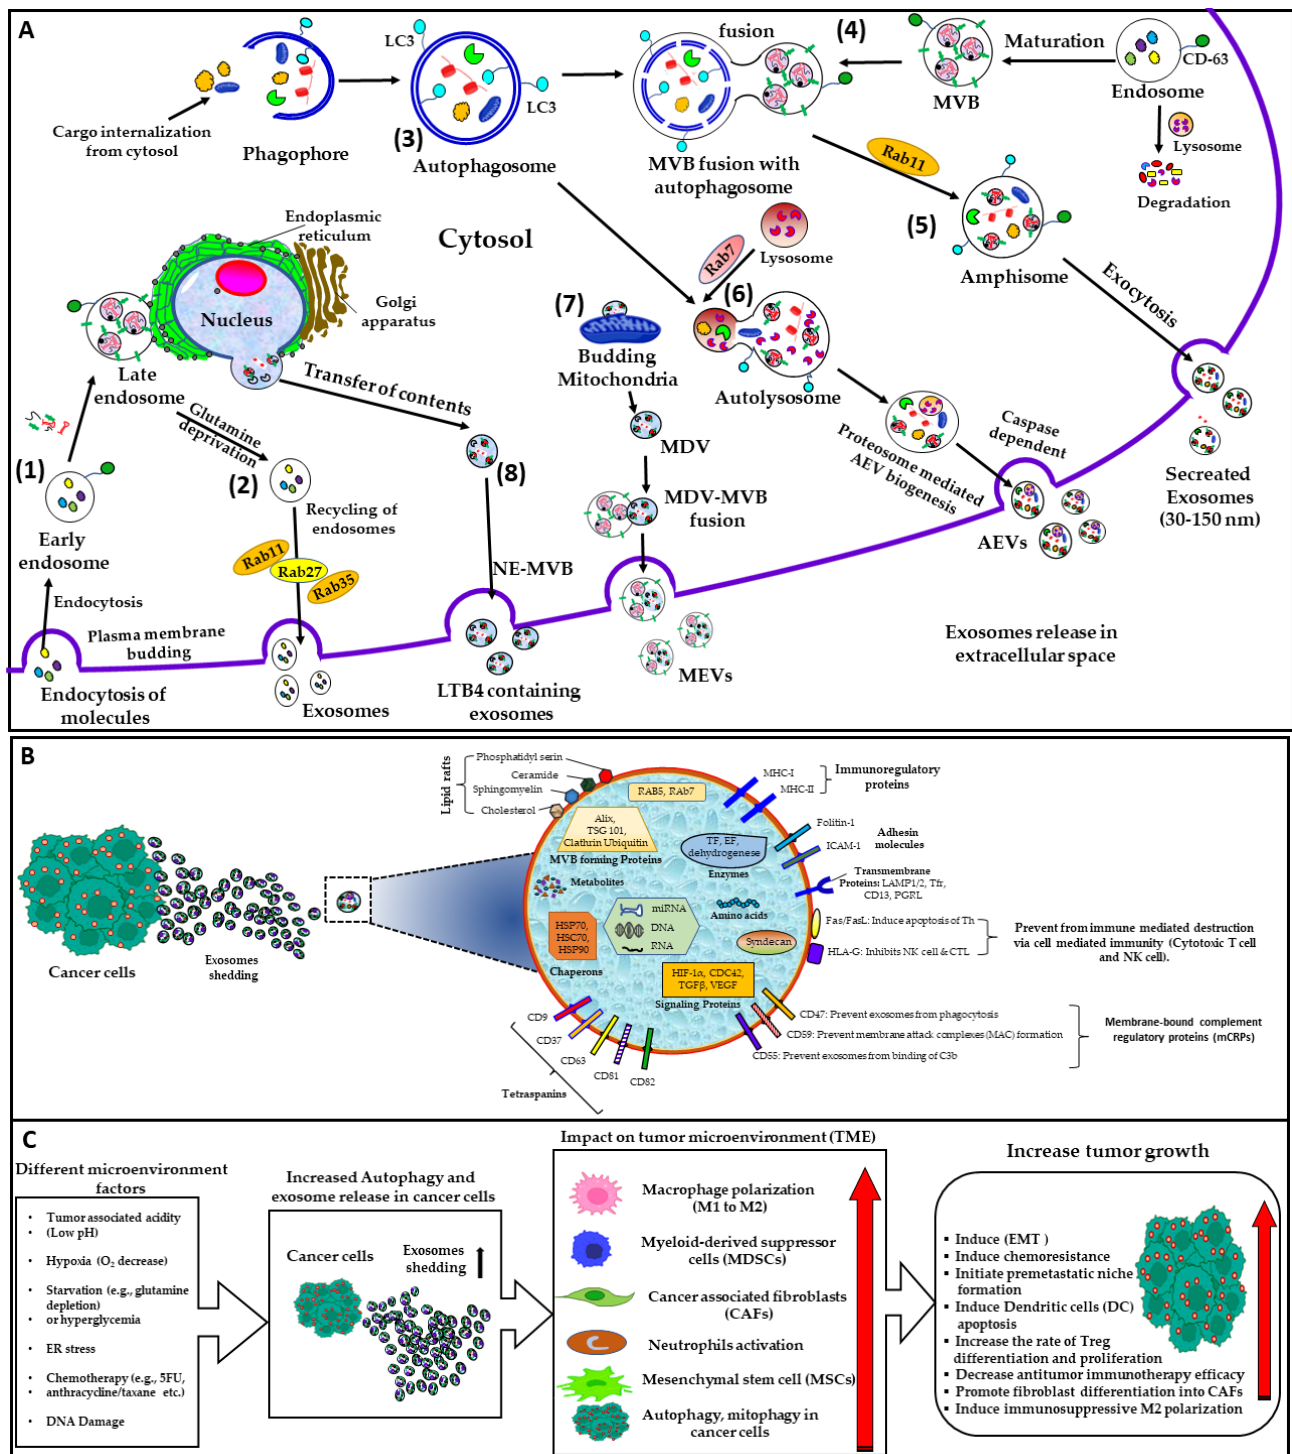 A
LC3
fusion
(4)
Maturation
CD-63
MVB
Endosome
LC3
Cargo internalization
from cytosol
Phagophore
(3)
Autophagosome
MVB fusion with
autophagosome
Rab11
Lysosome
Degradation
(5)
Amphisome
Endoplasmic
reticulum
Cytosol
Rab7
Lysosome
Exocytosis
Nucleus
Golgi
apparatus
(7)
(6)
Budding
Mitochondria
Autolysosome
Late
endosome
Transfer of contents
Glutamine
deprivation
(1)
(2)
(8)
MDV
Caspase
dependent
Proteosome mediated
AEV biogenesis
Secreated
Exosomes
(30-150 nm)
Early
endosome
Recycling of
endosomes
MDV-MVB
fusion
AEVs
Rab11
Rab27
Rab35
NE-MVB
Endocytosis
Plasma membrane
budding
Exosomes release in
extracellular space
Endocytosis of
molecules
Exosomes
LTB4 containing
exosomes
MEVs
B
Lipid rafts
Phosphatidyl serin
Ceramide
Sphingomyelin
Cholesterol
RAB5, RAb7
MHC-I
MHC-II
Immunoregulatory
proteins
Alix,
TSG 101,
Clathrin Ubiquitin
MVB forming Proteins
TF, EF,
dehydrogenese
Enzymes
Folitin-1
ICAM-1
Adhesin
molecules
Metabolites
Transmembrane
Proteins: LAMP1/2, Tfr,
CD13, PGRL
miRNA
DNA
RNA
Amino acids
HSP70,
HSC70,
HSP90
Chaperons
Syndecan
Fas/FasL: Induce apoptosis of Th
HLA-G: Inhibits NK cell & CTL
Prevent from immune mediated destruction
via cell mediated immunity (Cytotoxic T cell
and NK cell).
Cancer cells
Exosomes
shedding
HIF-1α, CDC42,
TGFβ, VEGF
Signaling Proteins
CD9
CD37
CD63
CD81
CD82
Tetraspanins
CD47: Prevent exosomes from phagocytosis
CD59: Prevent membrane attack complexes (MAC) formation
CD55: Prevent exosomes from binding of C3b
Membrane-bound complement
regulatory proteins (mCRPs)
C
Different microenvironment
factors
• Tumor associated acidity
• (Low pH)
• Hypoxia (O₂ decrease)
• Starvation (e.g., glutamine
depletion)
• or hyperglycemia
• ER stress
• Chemotherapy (e.g., 5FU,
• anthracycline/taxane etc.)
• DNA Damage
Increased Autophagy and
exosome release in cancer cells
Cancer cells
Exosomes
shedding
Impact on tumor microenvironment (TME)
Macrophage polarization
(M1 to M2)
Myeloid-derived suppressor
cells (MDSCs)
Cancer associated fibroblasts
(CAFs)
Neutrophils activation
Mesenchymal stem cell (MSCs)
Autophagy, mitophagy in
cancer cells
Increase tumor growth
▪ Induce (EMT )
▪ Induce chemoresistance
▪ Initiate premetastatic niche
formation
▪ Induce Dendritic cells (DC)
apoptosis
▪ Increase the rate of Treg
differentiation and proliferation
▪ Decrease antitumor immunotherapy efficacy
▪ Promote fibroblast differentiation into CAFs
▪ Induce immunosuppressive M2 polarization